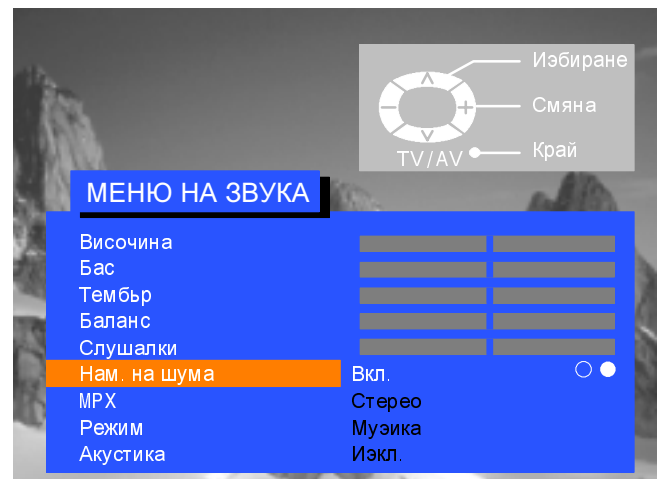 Иэбиране
Смяна
TV/AV Край
МЕНЮ НА ЗВУКА
Височина
Бас
Тембър
Баланс
Слушалки
Нам. на шума Вкл.
МРХ Стерео
Режим Муэика
Акустика Иэкл.